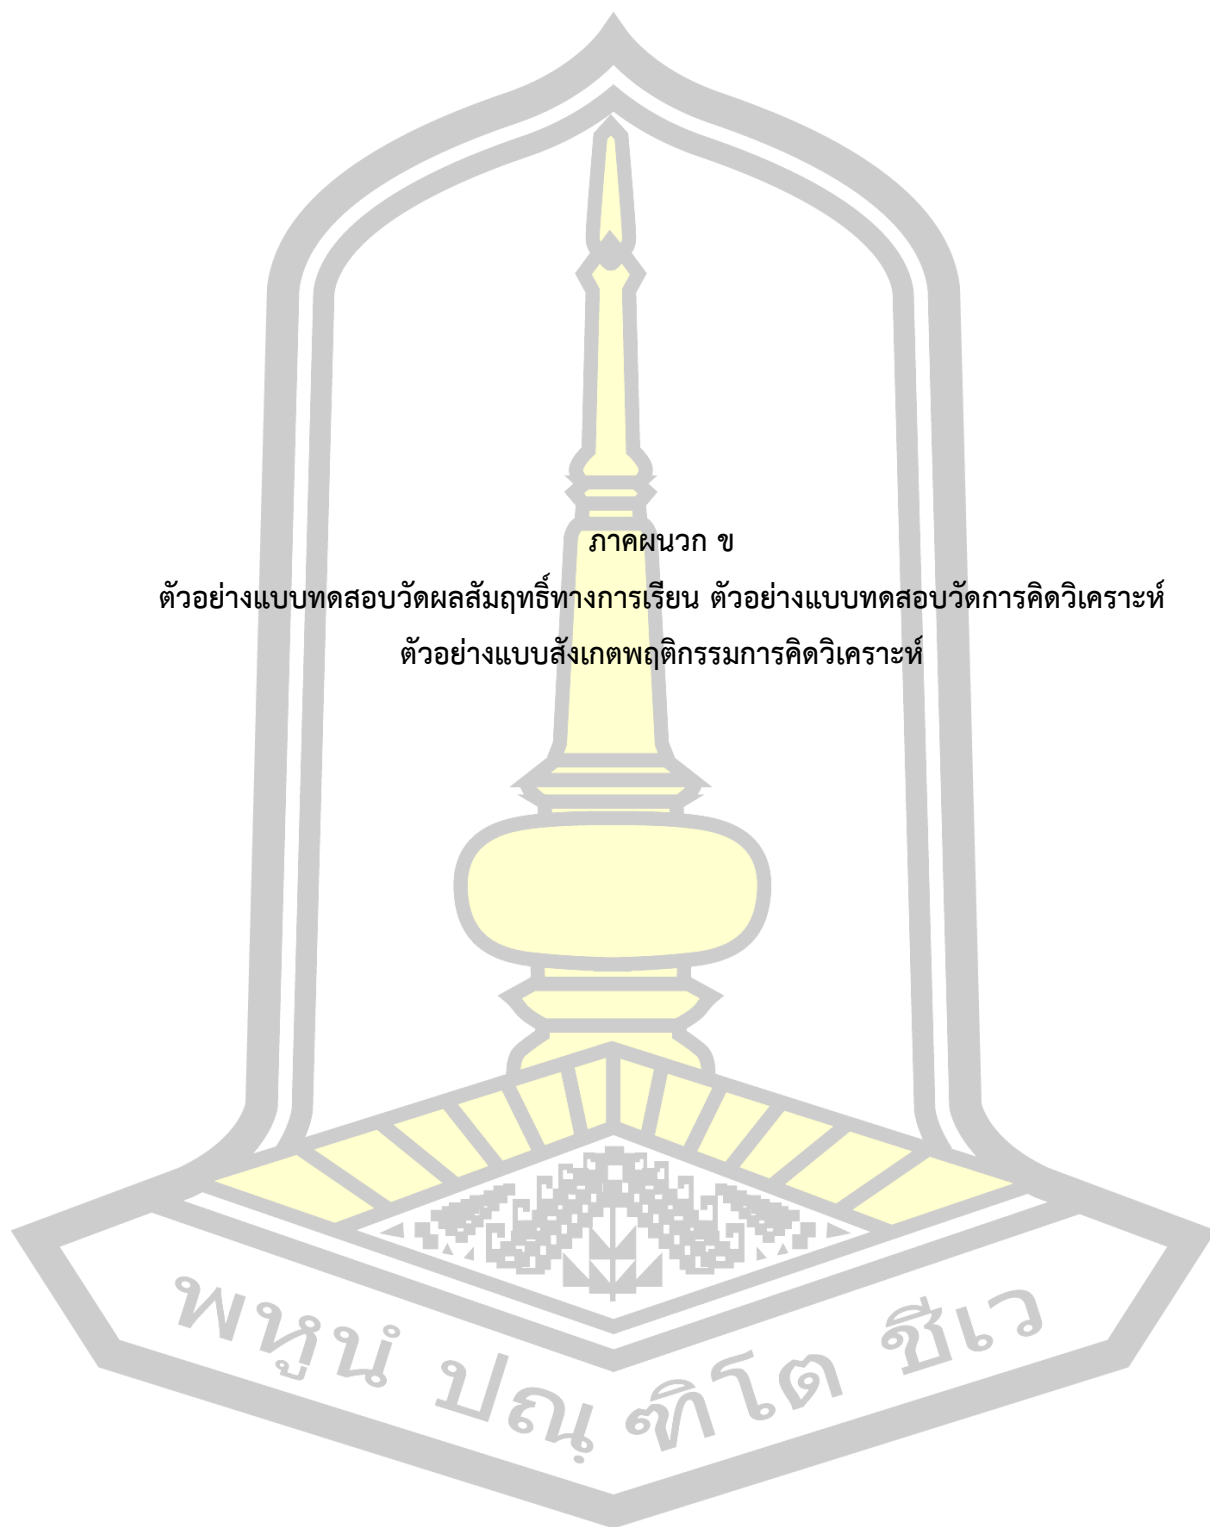 ภาคผนวก ข
ตัวอย่างแบบทดสอบวัดผลสัมฤทธิ์ทางการเรียน ตัวอย่างแบบทดสอบวัดการคิดวิเคราะห์
ตัวอย่างแบบสังเกตพฤติกรรมการคิดวิเคราะห์
พหูนํ ปณฺฑิโต ชีเว